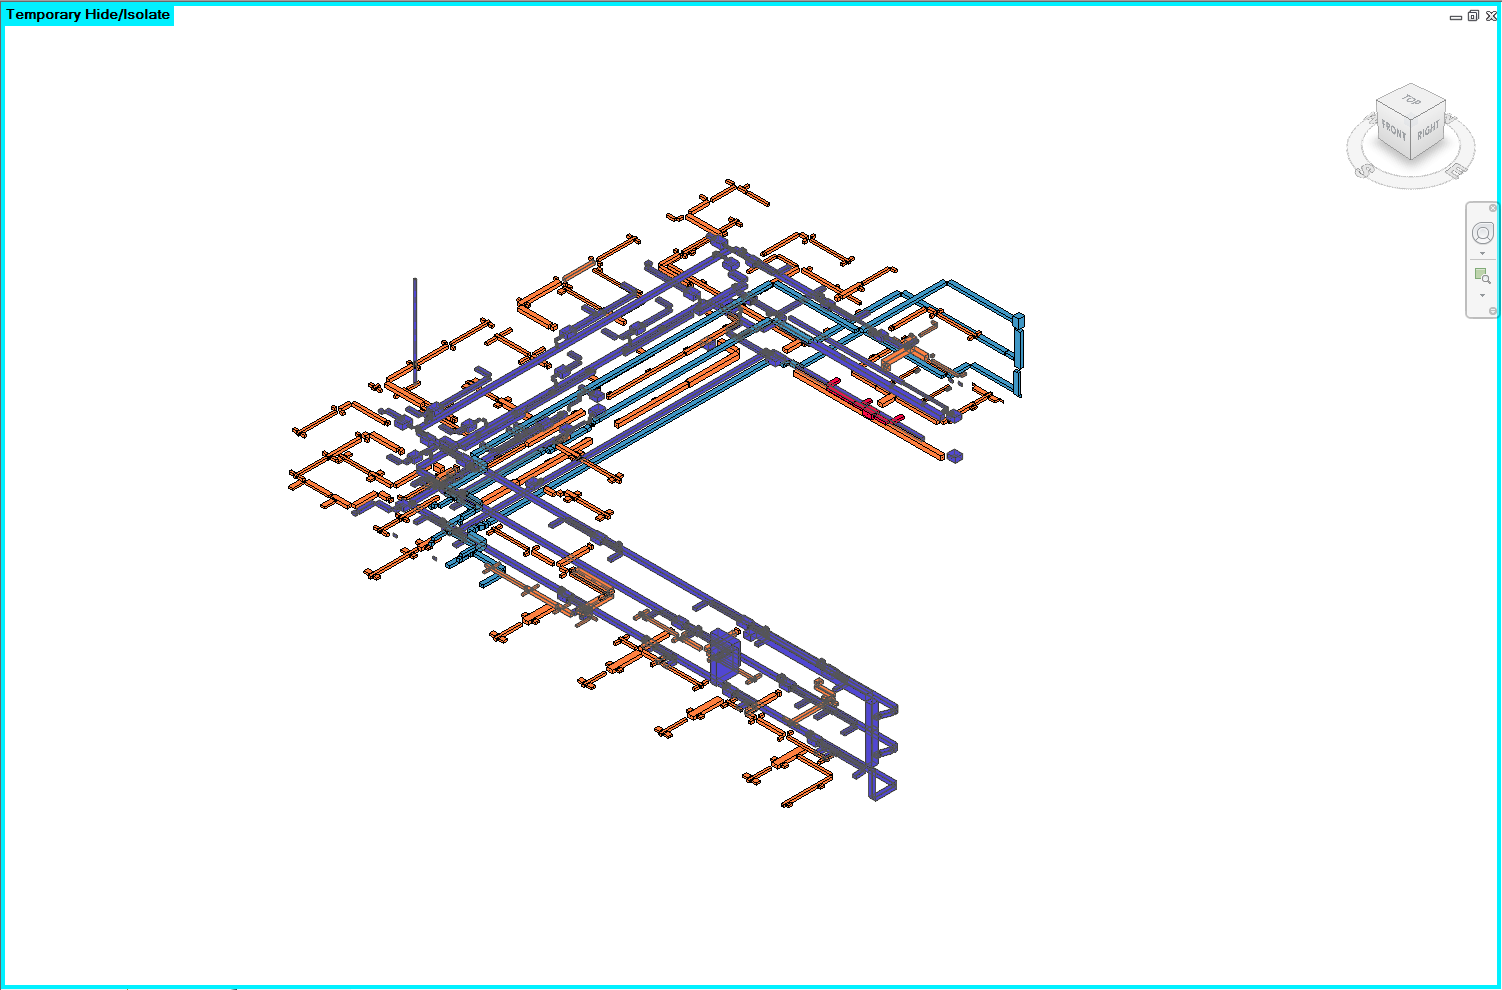 Temporary Hide/Isolate
TOP
FRONT
RIGHT
S
E